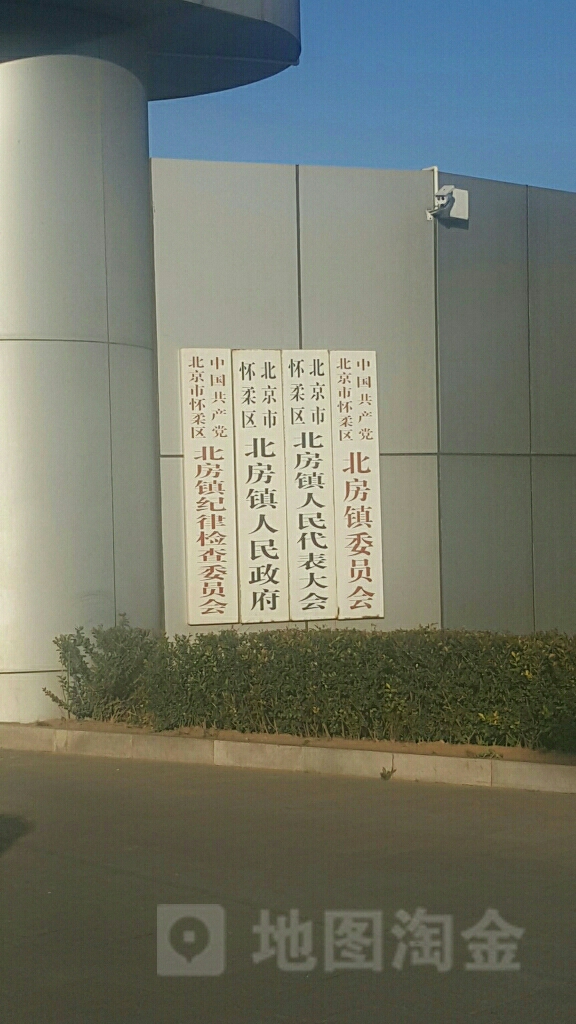 中国共产党
北京市怀柔区
北房镇委员会
北京市
怀柔区
北房镇人民代表大会
北京市
怀柔区
北房镇人民政府
中国共产党
北京市怀柔区
北房镇纪律检查委员会
地图淘金